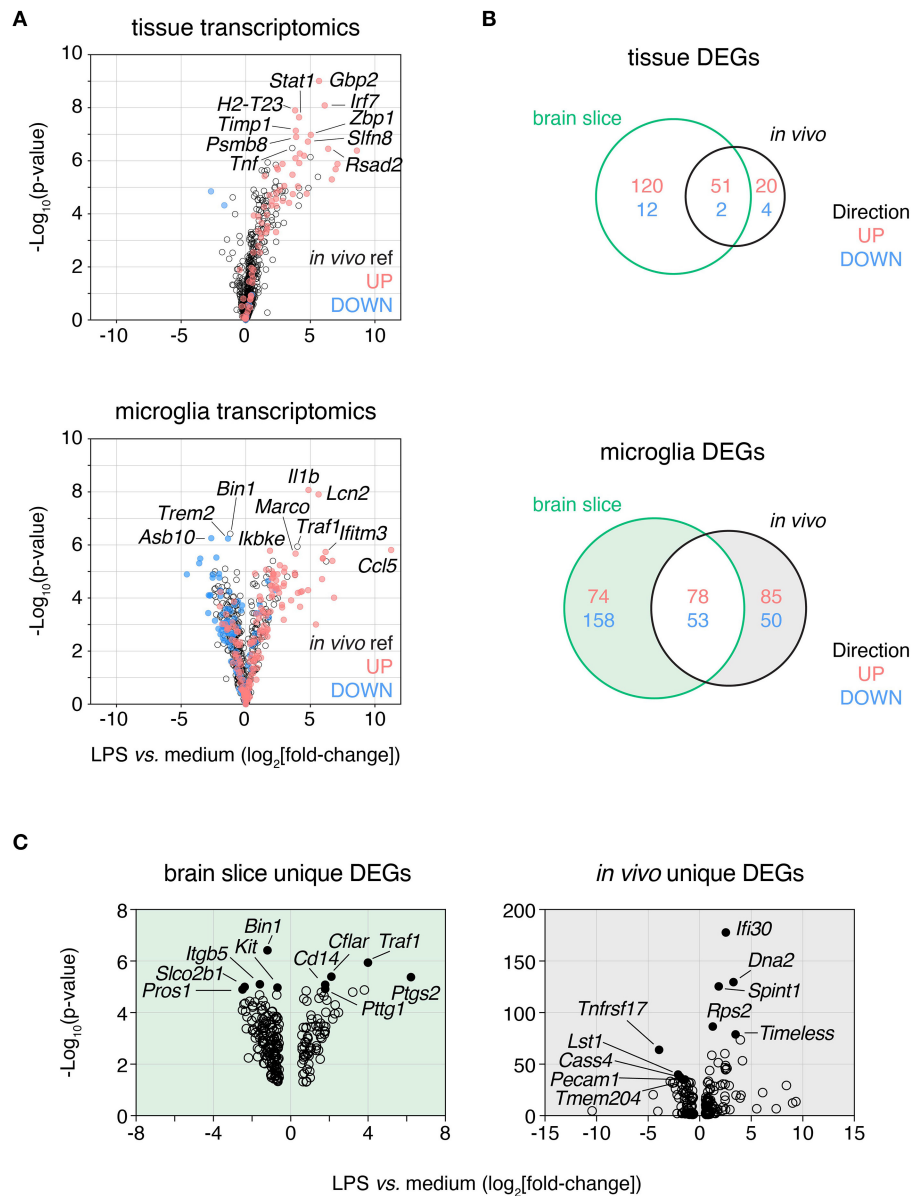 A
tissue transcriptomics
10
8
6
4
2
0
-10
-5
0
5
10
-Log10(p-value)
Stat1
Gbp2
H2-T23
Irf7
Timp1
Zbp1
Psmb8
Slfn8
Tnf
Rsad2
in vivo ref
UP
DOWN
microglia transcriptomics
10
8
6
4
2
0
-10
-5
0
5
10
-Log10(p-value)
Il1b
Bin1
Lcn2
Marco
Trem2
Traf1
Asb10
Ikbke
Ifitm3
Ccl5
in vivo ref
UP
DOWN
LPS vs. medium (log2[fold-change])
B
tissue DEGs
brain slice
in vivo
120 51 20
12 2 4
Direction
UP
DOWN
microglia DEGs
brain slice
in vivo
74 78 85
158 53 50
Direction
UP
DOWN
C
brain slice unique DEGs
8
6
4
2
0
-8
-4
0
4
8
-Log10(p-value)
Bin1
Kit
Itgb5
Slco2b1
Pros1
Cd14
Cflar
Traf1
Ptgs2
Pttg1
in vivo unique DEGs
200
150
100
50
0
-15
-10
-5
0
5
10
15
Ifi30
Dna2
Spint1
Rps2
Timeless
Tnfrsf17
Lst1
Cass4
Pecam1
Tmem204
LPS vs. medium (log2[fold-change])